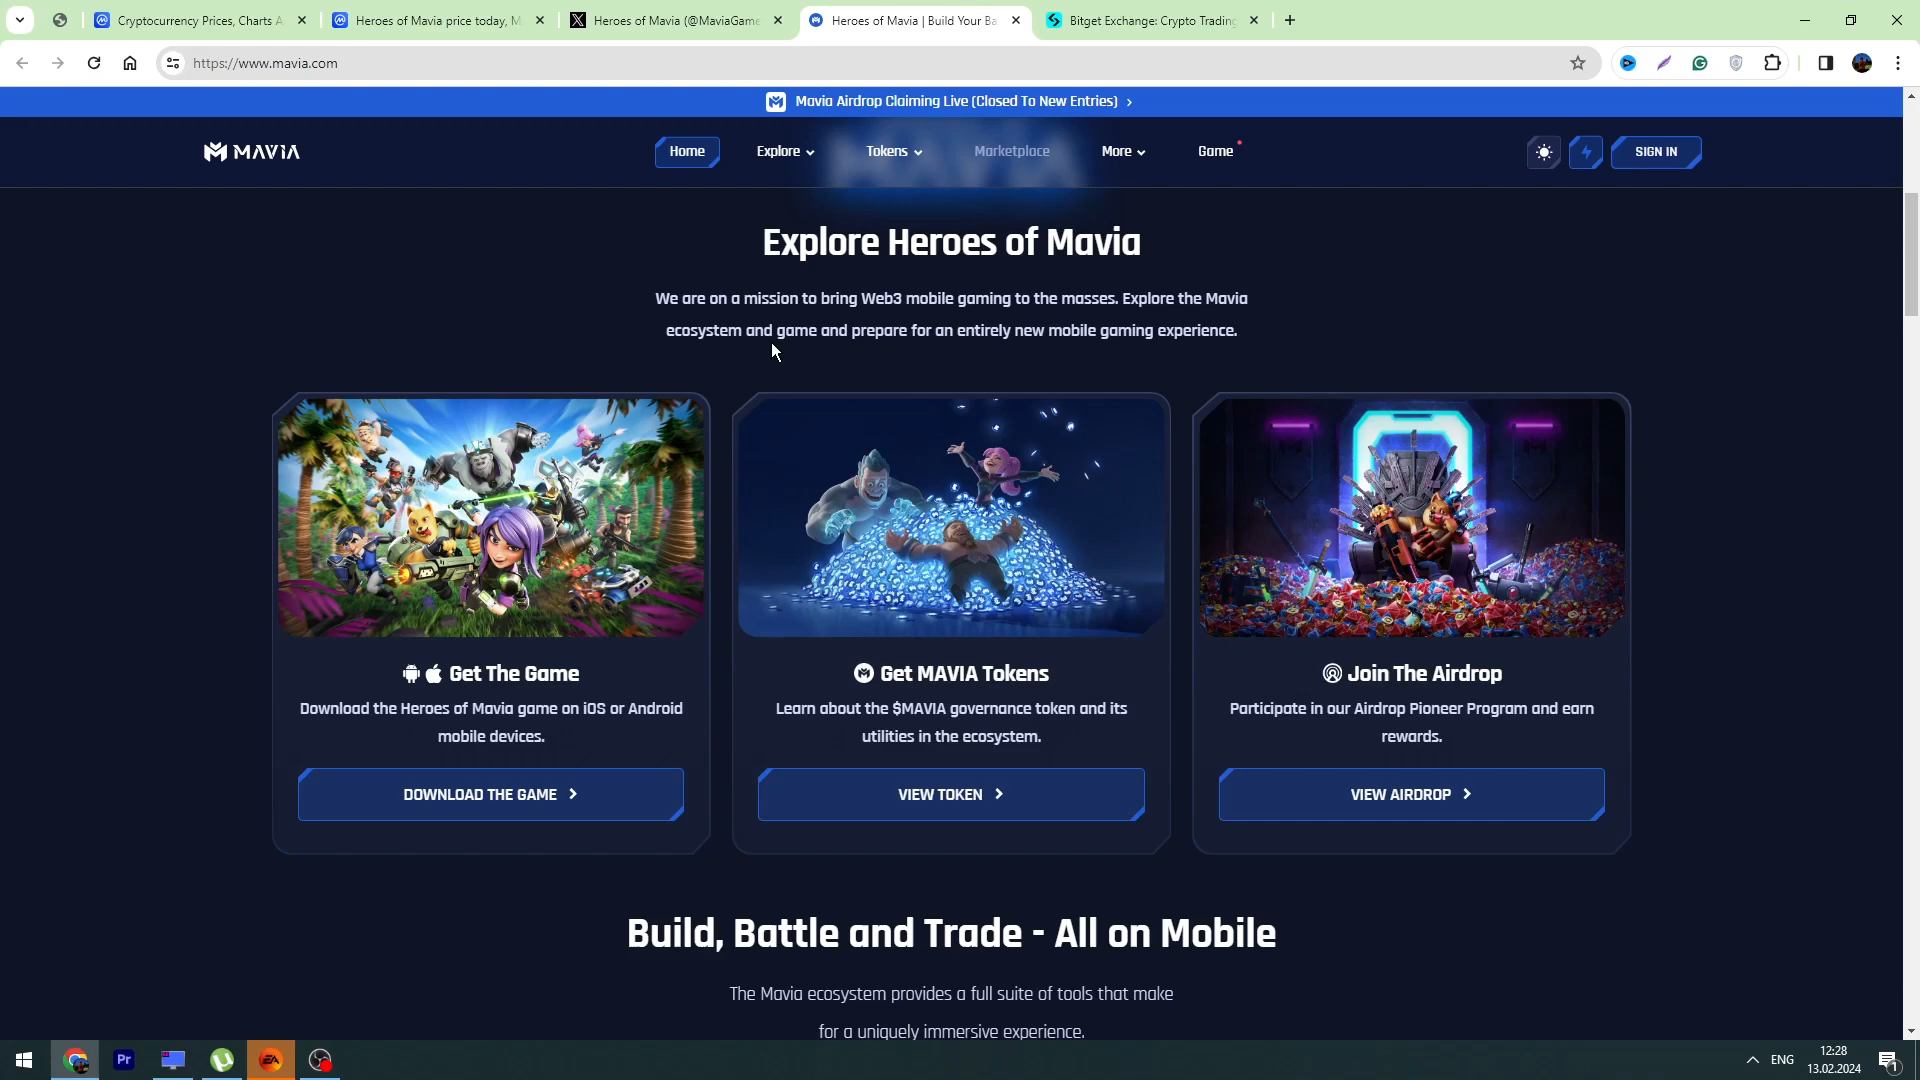 Cryptocurrency Prices, Charts A
Heroes of Mavia price today, M
Heroes of Mavia (@MaviaGame
Heroes of Mavia | Build Your Ba
Bitget Exchange: Crypto Trading
https://www.mavia.com
Mavia Airdrop Claiming Live (Closed To New Entries)
MAVIA
Home
Explore
Tokens
Marketplace
More
Game
SIGN IN
MAVIA
Explore Heroes of Mavia
We are on a mission to bring Web3 mobile gaming to the masses. Explore the Mavia
ecosystem and game and prepare for an entirely new mobile gaming experience.
Get The Game
Download the Heroes of Mavia game on iOS or Android
mobile devices.
DOWNLOAD THE GAME
Get MAVIA Tokens
Learn about the $MAVIA governance token and its
utilities in the ecosystem.
VIEW TOKEN
Join The Airdrop
Participate in our Airdrop Pioneer Program and earn
rewards.
VIEW AIRDROP
Build, Battle and Trade - All on Mobile
The Mavia ecosystem provides a full suite of tools that make
for a uniquely immersive experience.
Pr
EA
ENG
12:28
13.02.2024
1